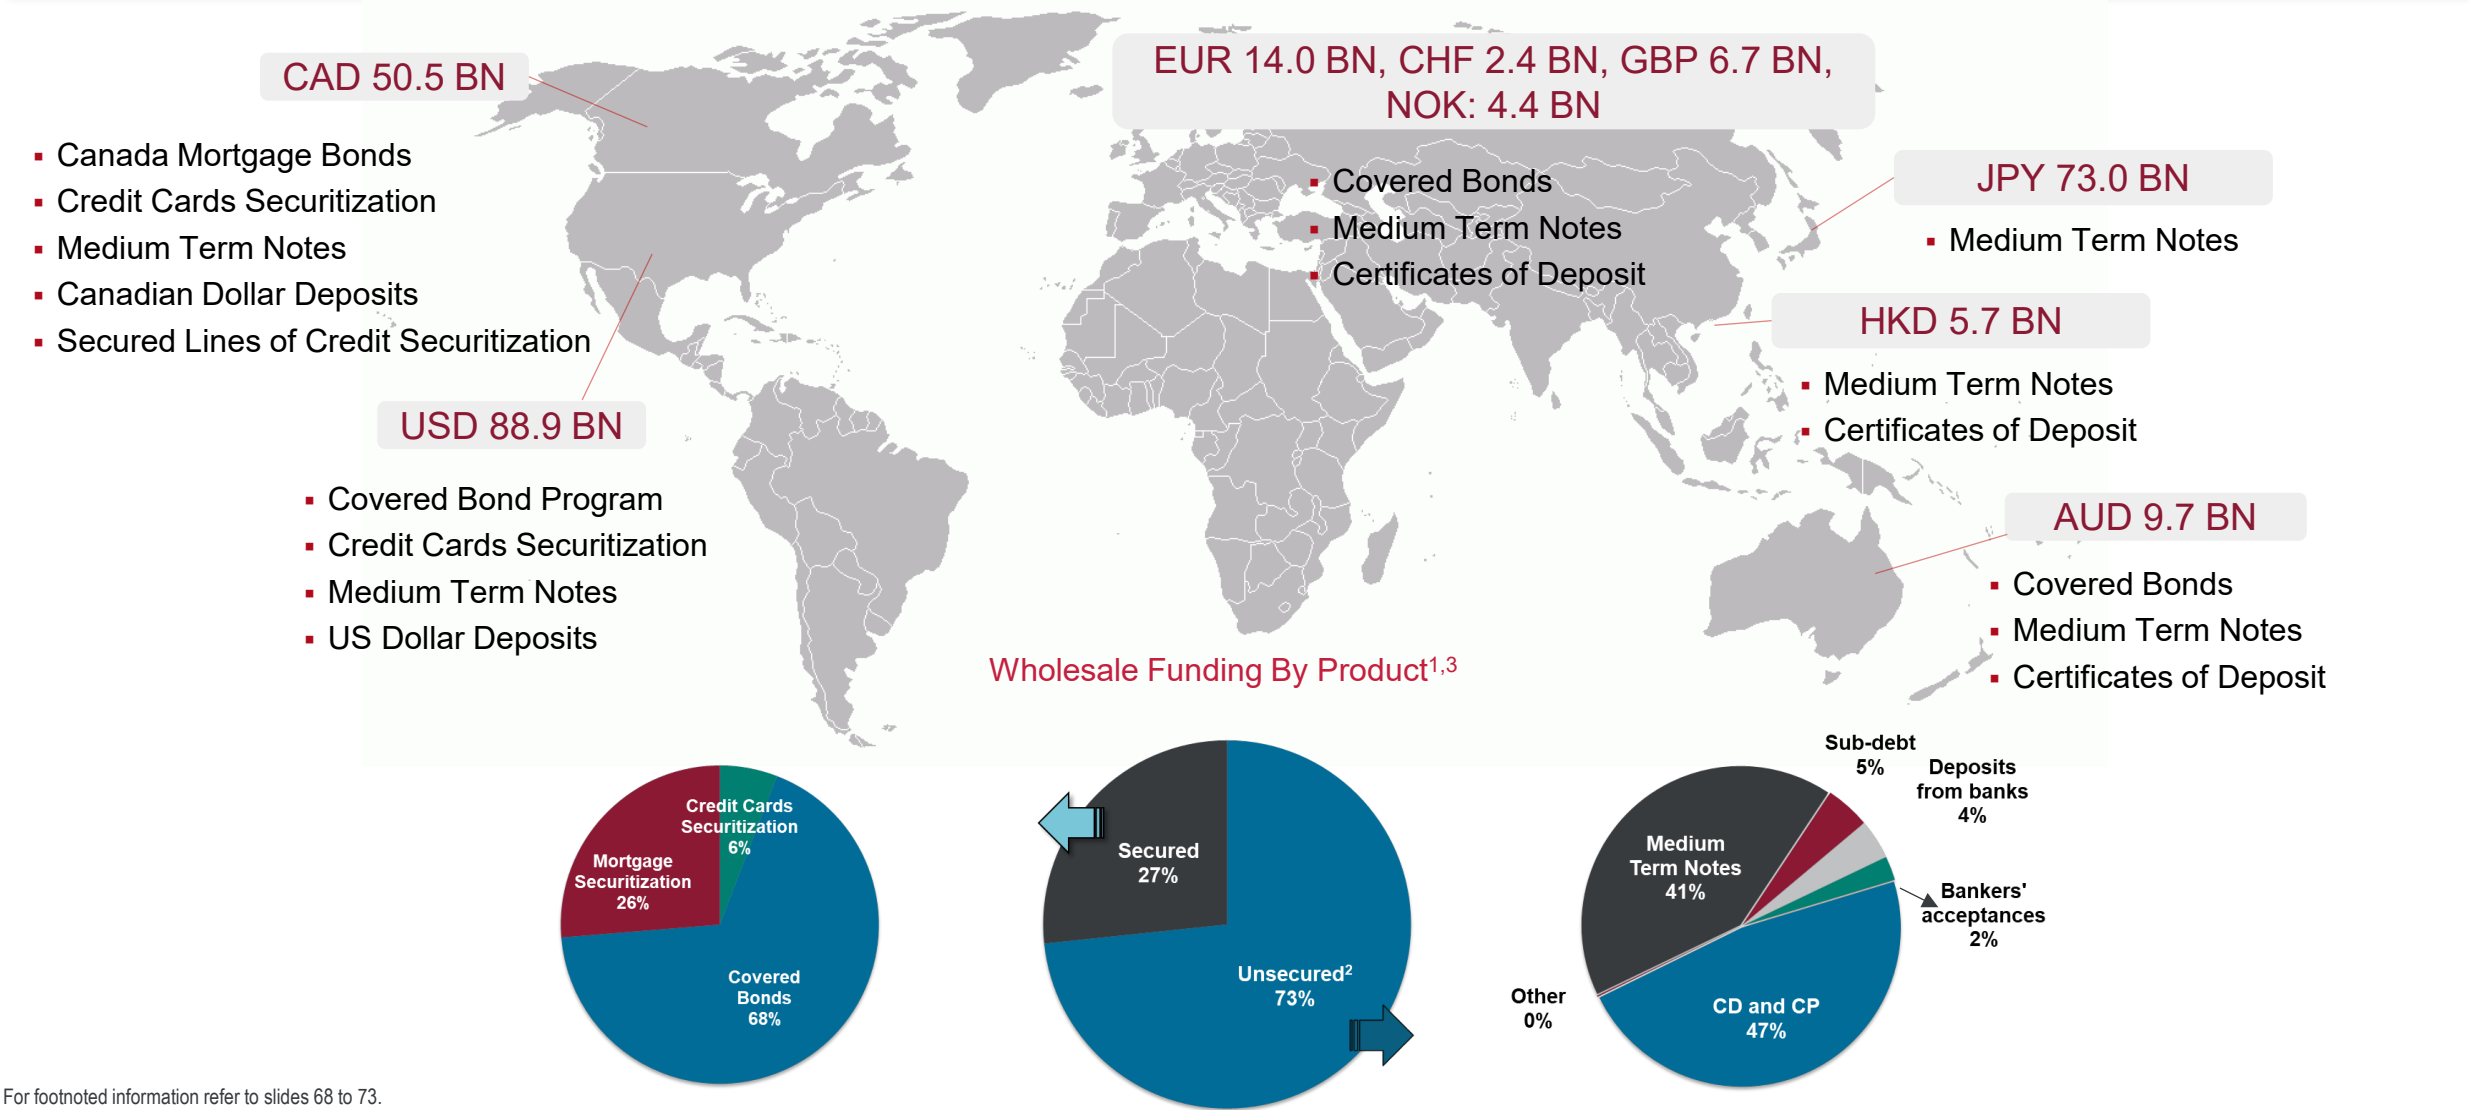 CAD 50.5 BN
▪ Canada Mortgage Bonds
▪ Credit Cards Securitization
▪ Medium Term Notes
▪ Canadian Dollar Deposits
▪ Secured Lines of Credit Securitization
USD 88.9 BN
▪ Covered Bond Program
▪ Credit Cards Securitization
▪ Medium Term Notes
▪ US Dollar Deposits
EUR 14.0 BN, CHF 2.4 BN, GBP 6.7 BN,
NOK: 4.4 BN
▪ Covered Bonds
▪ Medium Term Notes
▪ Certificates of Deposit
JPY 73.0 BN
▪ Medium Term Notes
HKD 5.7 BN
▪ Medium Term Notes
▪ Certificates of Deposit
AUD 9.7 BN
▪ Covered Bonds
▪ Medium Term Notes
▪ Certificates of Deposit
Wholesale Funding By Product1,3
Credit Cards
Securitization
6%
Mortgage
Securitization
26%
Covered
Bonds
68%
Secured
27%
Unsecured2
73%
Sub-debt
5%
Deposits
from banks
4%
Medium
Term Notes
41%
Bankers'
acceptances
2%
Other
0%
CD and CP
47%
For footnoted information refer to slides 68 to 73.